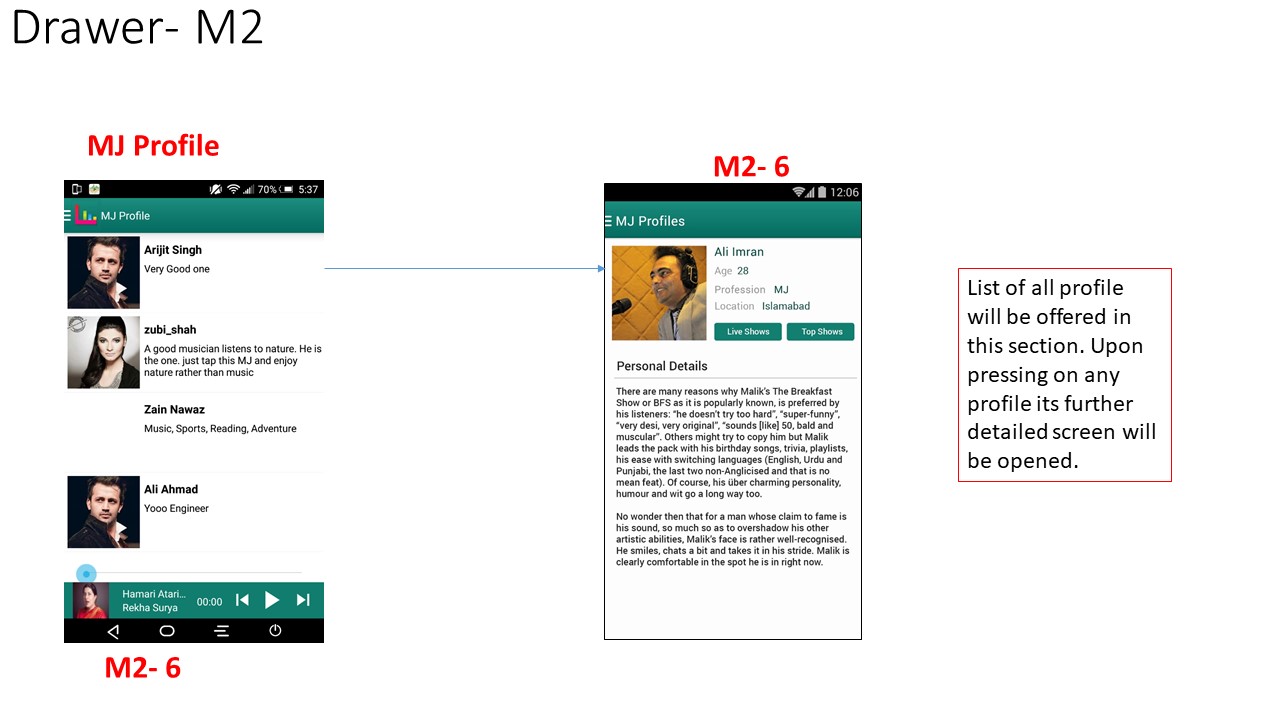 Drawer- M2
MJ Profile
70% 5:37
MJ Profile
Arijit Singh
Very Good one
zubi_shah
A good musician listens to nature. He is
the one. just tap this MJ and enjoy
nature rather than music
Zain Nawaz
Music, Sports, Reading, Adventure
Ali Ahmad
Yooo Engineer
Hamari Atari...
Rekha Surya
00:00
M2- 6
M2- 6
12:06
MJ Profiles
Ali Imran
Age 28
Profession MJ
Location Islamabad
Live Shows Top Shows
Personal Details
There are many reasons why Malik's The Breakfast
Show or BFS as it is popularly known, is preferred by
his listeners: “he doesn't try too hard”, “super-funny”,
“very desi, very original”, “sounds [like] 50, bald and
muscular”. Others might try to copy him but Malik
leads the pack with his birthday songs, trivia, playlists,
his ease with switching languages (English, Urdu and
Punjabi, the last two non-Anglicised and that is no
mean feat). Of course, his über charming personality,
humour and wit go a long way too.
No wonder then that for a man whose claim to fame is
his sound, so much so as to overshadow his other
artistic abilities, Malik's face is rather well-recognised.
He smiles, chats a bit and takes it in his stride. Malik is
clearly comfortable in the spot he is in right now.
List of all profile
will be offered in
this section. Upon
pressing on any
profile its further
detailed screen will
be opened.